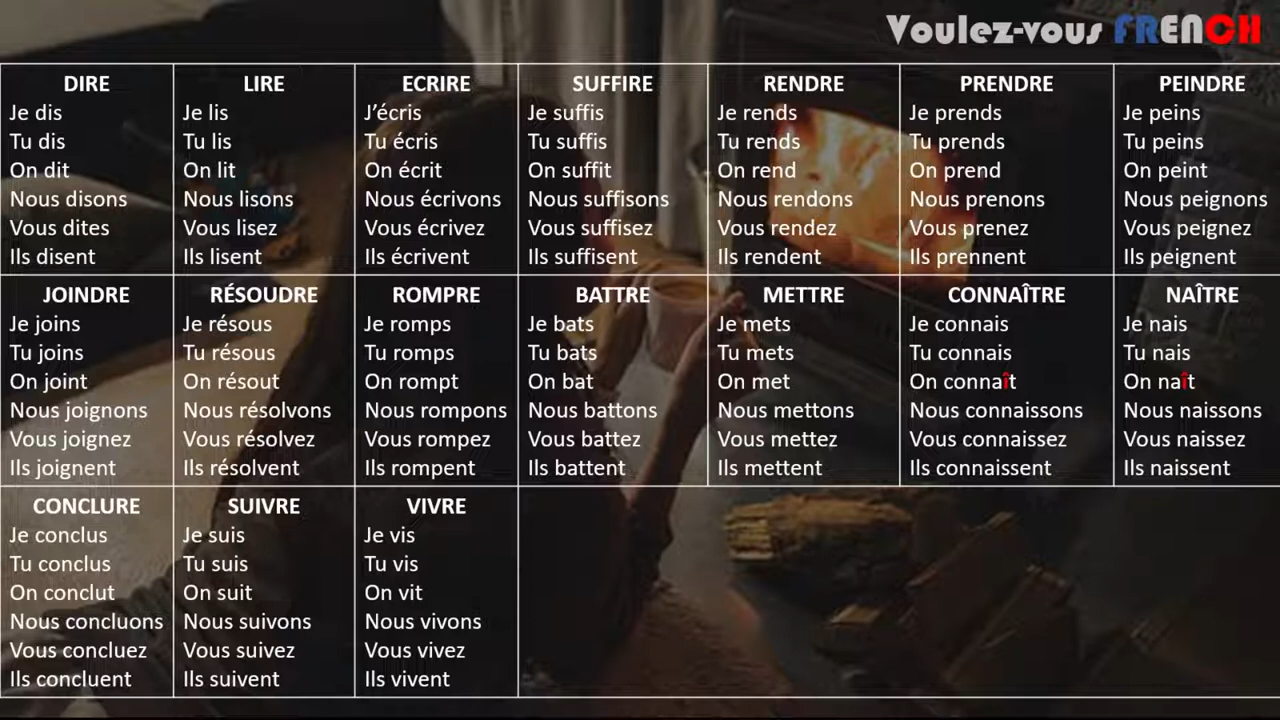 Voulez-vous FRENCH
DIRE
Je dis
Tu dis
On dit
Nous disons
Vous dites
Ils disent
LIRE
Je lis
Tu lis
On lit
Nous lisons
Vous lisez
Ils lisent
ECRIRE
J’écris
Tu écris
On écrit
Nous écrivons
Vous écrivez
Ils écrivent
SUFFIRE
Je suffis
Tu suffis
On suffit
Nous suffisons
Vous suffisez
Ils suffisent
RENDRE
Je rends
Tu rends
On rend
Nous rendons
Vous rendez
Ils rendent
PRENDRE
Je prends
Tu prends
On prend
Nous prenons
Vous prenez
Ils prennent
PEINDRE
Je peins
Tu peins
On peint
Nous peignons
Vous peignez
Ils peignent
JOINDRE
Je joins
Tu joins
On joint
Nous joignons
Vous joignez
Ils joignent
RÉSOUDRE
Je résous
Tu résous
On résout
Nous résolvons
Vous résolvez
Ils résolvent
ROMPRE
Je romps
Tu romps
On rompt
Nous rompons
Vous rompez
Ils rompent
BATTRE
Je bats
Tu bats
On bat
Nous battons
Vous battez
Ils battent
METTRE
Je mets
Tu mets
On met
Nous mettons
Vous mettez
Ils mettent
CONNAÎTRE
Je connais
Tu connais
On connaît
Nous connaissons
Vous connaissez
Ils connaissent
NAÎTRE
Je nais
Tu nais
On naît
Nous naissons
Vous naissez
Ils naissent
CONCLURE
Je conclus
Tu conclus
On conclut
Nous concluons
Vous concluez
Ils concluent
SUIVRE
Je suis
Tu suis
On suit
Nous suivons
Vous suivez
Ils suivent
VIVRE
Je vis
Tu vis
On vit
Nous vivons
Vous vivez
Ils vivent